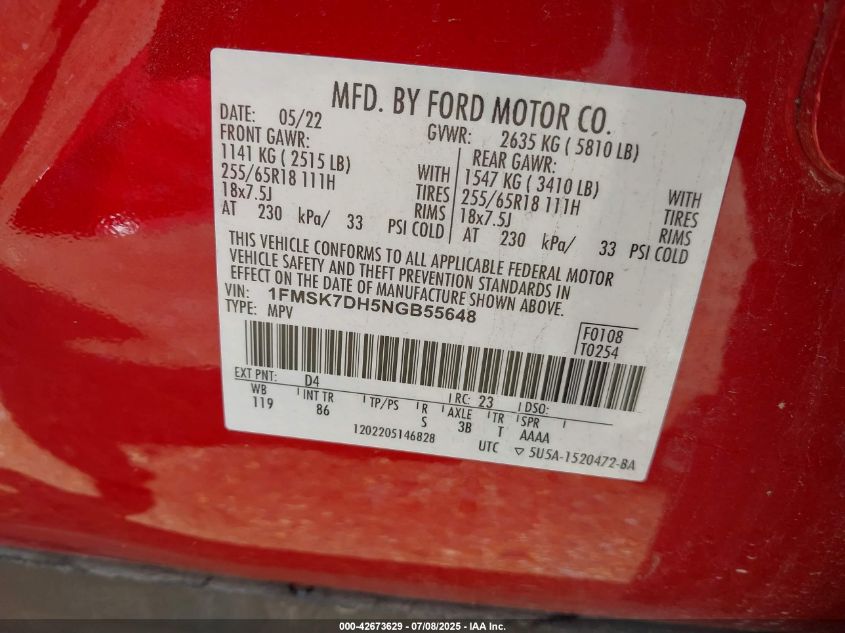 MFD. BY FORD MOTOR CO.
DATE: 05/22 GVWR: 2635 KG ( 5810 LB)
FRONT GAWR: REAR GAWR:
1141 KG ( 2515 LB) WITH 1547 KG ( 3410 LB) WITH
255/65R18 111H TIRES 255/65R18 111H TIRES
18x7.5J RIMS 18x7.5J RIMS
AT 230 kPa/ 33 PSI COLD AT 230 kPa/ 33 PSI COLD
THIS VEHICLE CONFORMS TO ALL APPLICABLE FEDERAL MOTOR
VEHICLE SAFETY AND THEFT PREVENTION STANDARDS IN
EFFECT ON THE DATE OF MANUFACTURE SHOWN ABOVE.
VIN: 1FMSK7DH5NGB55648
TYPE: MPV
F0108
T0254
EXT PNT: D4 RC: 23 DSO:
WB INT TR TP/PS R AXLE TR SPR
119 86 S 3B T AAAA
1202205146828 UTC ▽ 5U5A-1520472-BA
000-42673629 - 07/08/2025 - IAA Inc.